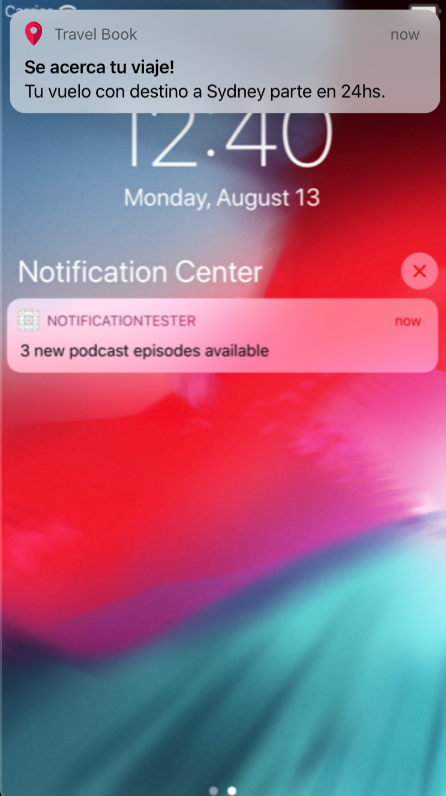 Travel Book now
Se acerca tu viaje!
Tu vuelo con destino a Sydney parte en 24hs.
12:40
Monday, August 13
Notification Center
NOTIFICATIONTESTER now
3 new podcast episodes available